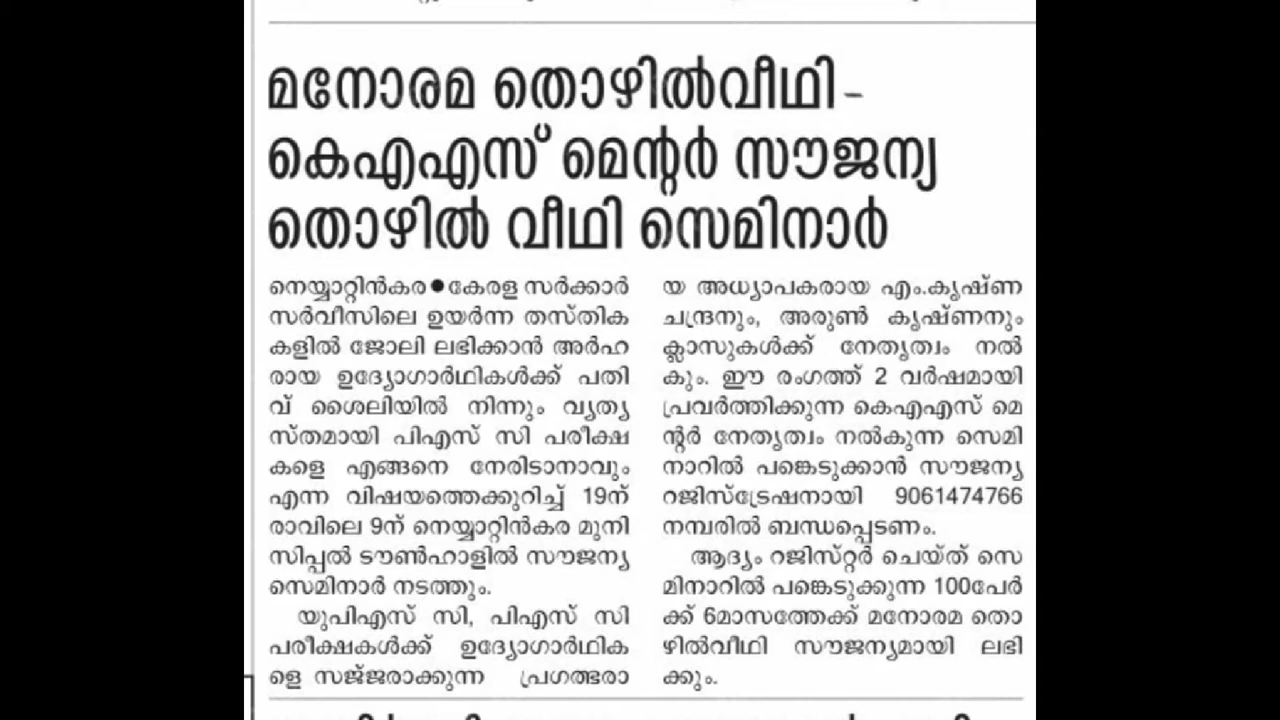 മനോരമ തൊഴിൽവീഥി-
കെഎഎസ് മെന്റർ സൗജന്യ
തൊഴിൽ വീഥി സെമിനാർ
നെയ്യാറ്റിൻകര●കേരള സർക്കാർ
സർവീസിലെ ഉയർന്ന തസ്തിക
കളിൽ ജോലി ലഭിക്കാൻ അർഹ
രായ ഉദ്യോഗാർഥികൾക്ക് പതി
വ് ശൈലിയിൽ നിന്നും വ്യത്യ
സ്തമായി പിഎസ് സി പരീക്ഷ
കളെ എങ്ങനെ നേരിടാനാവും
എന്ന വിഷയത്തെക്കുറിച്ച് 19ന്
രാവിലെ 9ന് നെയ്യാറ്റിൻകര മുനി
സിപ്പൽ ടൗൺഹാളിൽ സൗജന്യ
സെമിനാർ നടത്തും.
യുപിഎസ് സി, പിഎസ് സി
പരീക്ഷകൾക്ക് ഉദ്യോഗാർഥിക
ളെ സജ്ജരാക്കുന്ന പ്രഗത്ഭരാ
യ അധ്യാപകരായ എം.കൃഷ്ണ
ചന്ദ്രനും, അരുൺ കൃഷ്ണനും
ക്ലാസുകൾക്ക് നേതൃത്വം നൽ
കും. ഈ രംഗത്ത് 2 വർഷമായി
പ്രവർത്തിക്കുന്ന കെഎഎസ് മെ
ന്റർ നേതൃത്വം നൽകുന്ന സെമി
നാറിൽ പങ്കെടുക്കാൻ സൗജന്യ
റജിസ്ട്രേഷനായി 9061474766
നമ്പരിൽ ബന്ധപ്പെടണം.
ആദ്യം റജിസ്റ്റർ ചെയ്ത് സെ
മിനാറിൽ പങ്കെടുക്കുന്ന 100പേർ
ക്ക് 6മാസത്തേക്ക് മനോരമ തൊ
ഴിൽവീഥി സൗജന്യമായി ലഭി
ക്കും.